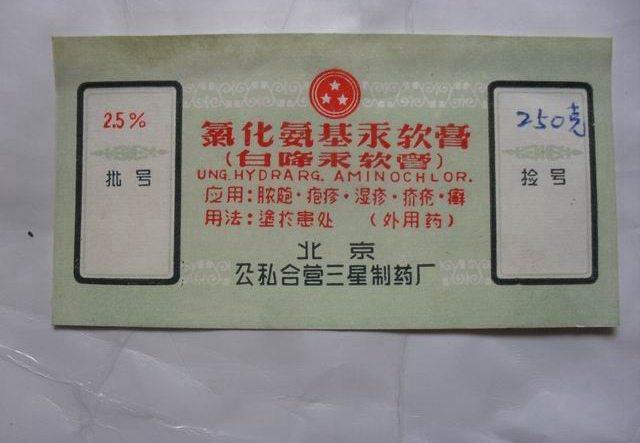 2.5%
批号
氯化氨基汞软膏
(白降汞软膏)
UNG. HYDRARG. AMINOCHLOR.
应用:脓疱·疱疹·湿疹·疥疮·癣
用法:塗於患处 (外用药)
北京
公私合营三星制药厂
250克
捡号